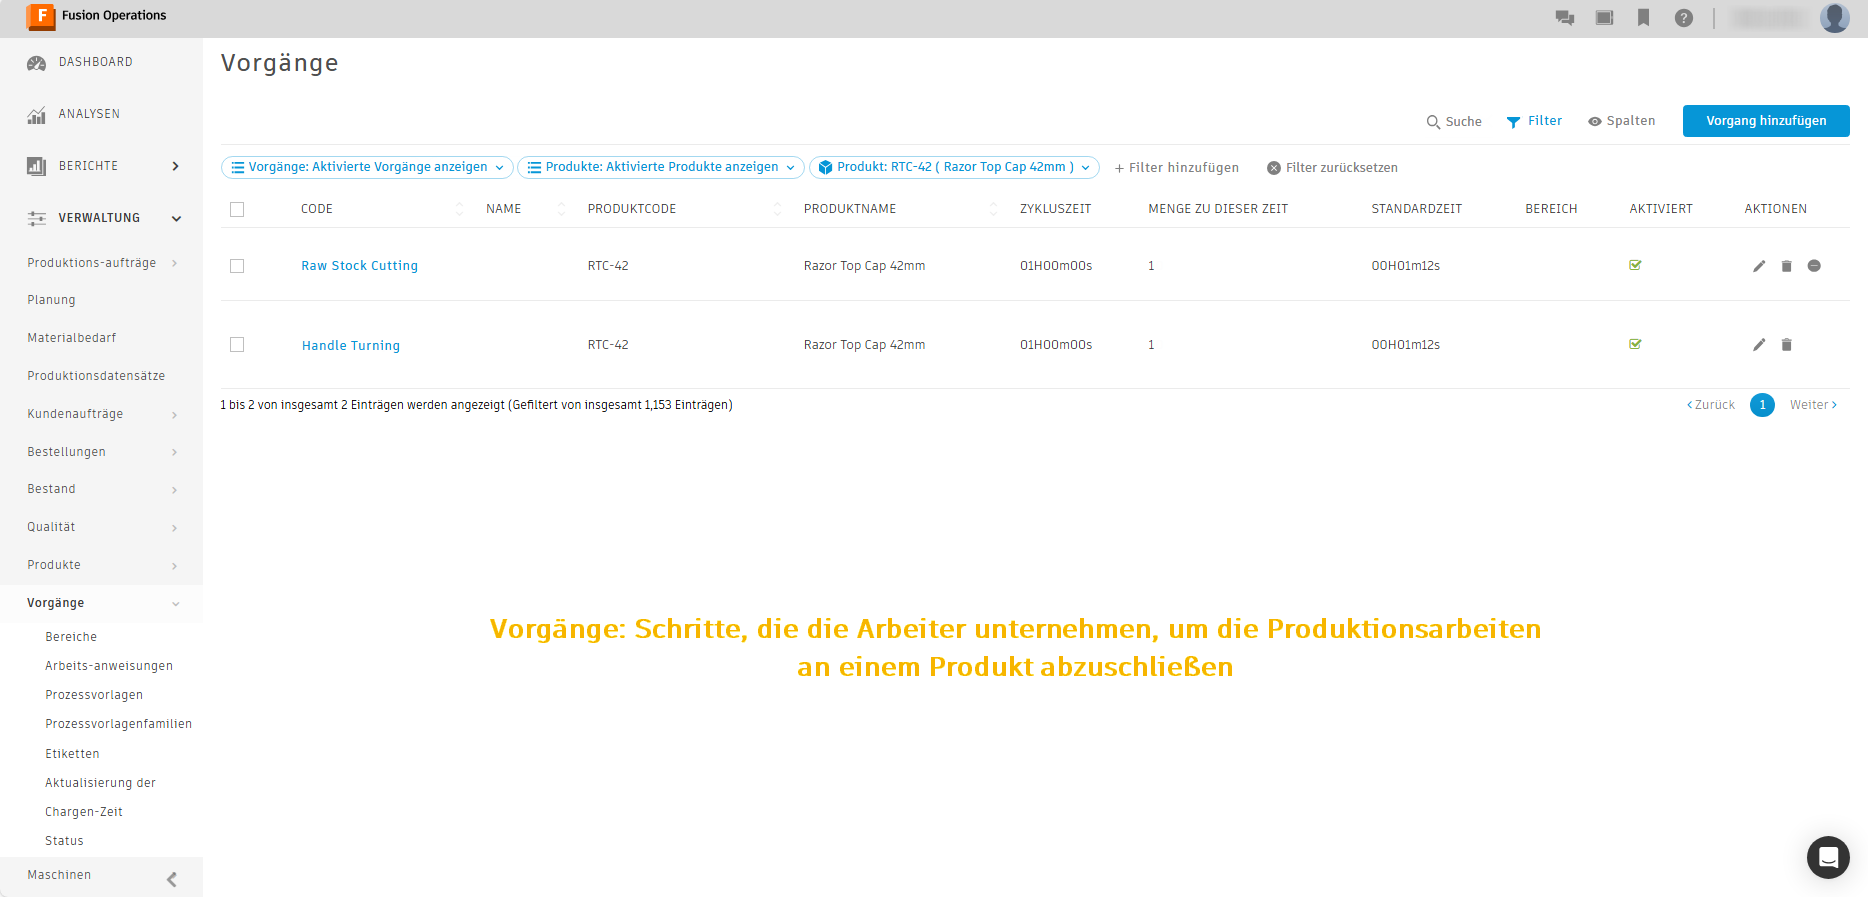 F Fusion Operations
DASHBOARD
ANALYSEN
BERICHTE
VERWALTUNG
Produktions-aufträge
Planung
Materialbedarf
Produktionsdatensätze
Kundenaufträge
Bestellungen
Bestand
Qualität
Produkte
Vorgänge
Bereiche
Arbeits-anweisungen
Prozessvorlagen
Prozessvorlagenfamilien
Etiketten
Aktualisierung der
Chargen-Zeit
Status
Maschinen
Vorgänge
Suche Filter Spalten Vorgang hinzufügen
Vorgänge: Aktivierte Vorgänge anzeigen Produkte: Aktivierte Produkte anzeigen Produkt: RTC-42 ( Razor Top Cap 42mm ) + Filter hinzufügen Filter zurücksetzen
CODE NAME PRODUKTCODE PRODUKTNAME ZYKLUSZEIT MENGE ZU DIESER ZEIT STANDARDZEIT BEREICH AKTIVIERT AKTIONEN
Raw Stock Cutting RTC-42 Razor Top Cap 42mm 01H00m00s 1 00H01m12s
Handle Turning RTC-42 Razor Top Cap 42mm 01H00m00s 1 00H01m12s
1 bis 2 von insgesamt 2 Einträgen werden angezeigt (Gefiltert von insgesamt 1,153 Einträgen) Zurück 1 Weiter
Vorgänge: Schritte, die die Arbeiter unternehmen, um die Produktionsarbeiten
an einem Produkt abzuschließen